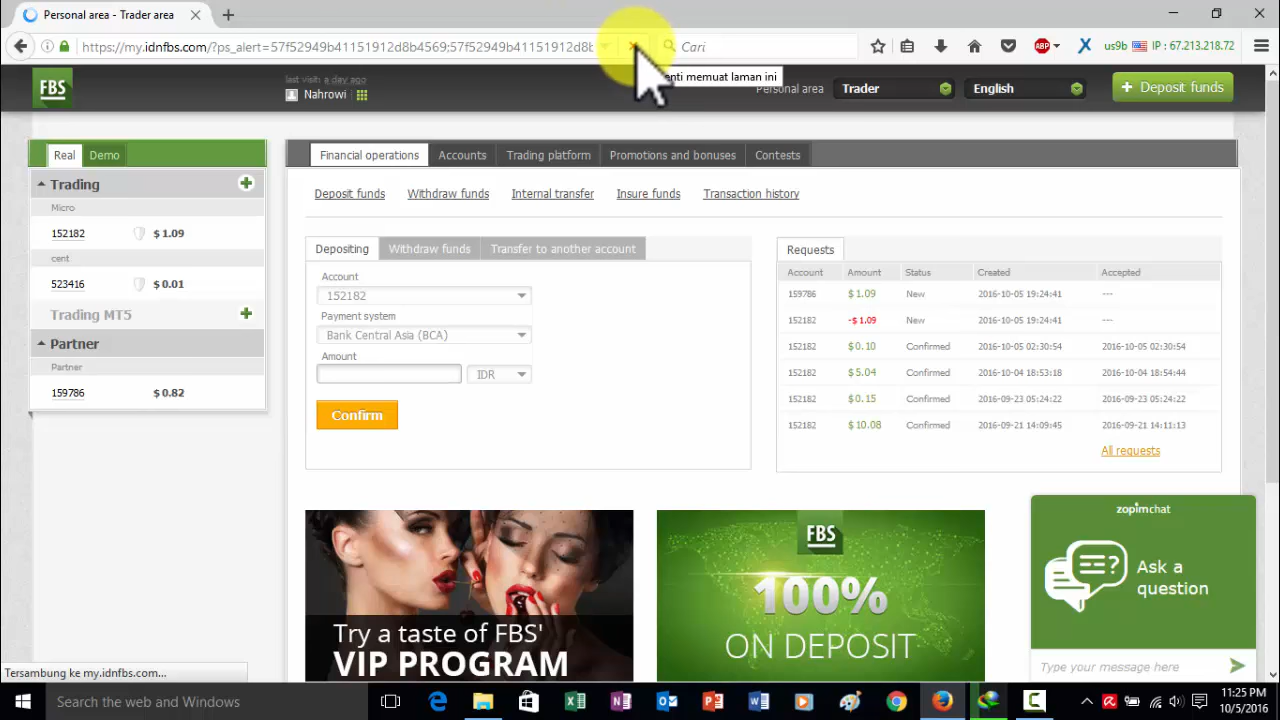 Personal area - Trader area
https://my.idnfbs.com/?ps_alert=57f52949b41151912d8b4569:57f52949b41151912d8b
Cari
us9b IP : 67.213.218.72
enti memuat laman ini
FBS
last visit a day ago
Nahrowi
Personal area
Trader
English
+ Deposit funds
Real Demo
Trading
Micro
152182 $ 1.09
cent
523416 $ 0.01
Trading MT5
Partner
Partner
159786 $ 0.82
Financial operations Accounts Trading platform Promotions and bonuses Contests
Deposit funds Withdraw funds Internal transfer Insure funds Transaction history
Depositing Withdraw funds Transfer to another account
Account
152182
Payment system
Bank Central Asia (BCA)
Amount
IDR
Confirm
Requests
Account Amount Status Created Accepted
159786 $ 1.09 New 2016-10-05 19:24:41 ---
152182 -$ 1.09 New 2016-10-05 19:24:41 ---
152182 $ 0.10 Confirmed 2016-10-05 02:30:54 2016-10-05 02:30:54
152182 $ 5.04 Confirmed 2016-10-04 18:53:18 2016-10-04 18:54:44
152182 $ 0.15 Confirmed 2016-09-23 05:24:22 2016-09-23 05:24:22
152182 $ 10.08 Confirmed 2016-09-21 14:09:45 2016-09-21 14:11:13
All requests
Try a taste of FBS'
VIP PROGRAM
FBS
100%
ON DEPOSIT
zopimchat
Ask a
question
Type your message here
Tersambung ke my.idnfbs.com...
Search the web and Windows
11:25 PM
10/5/2016